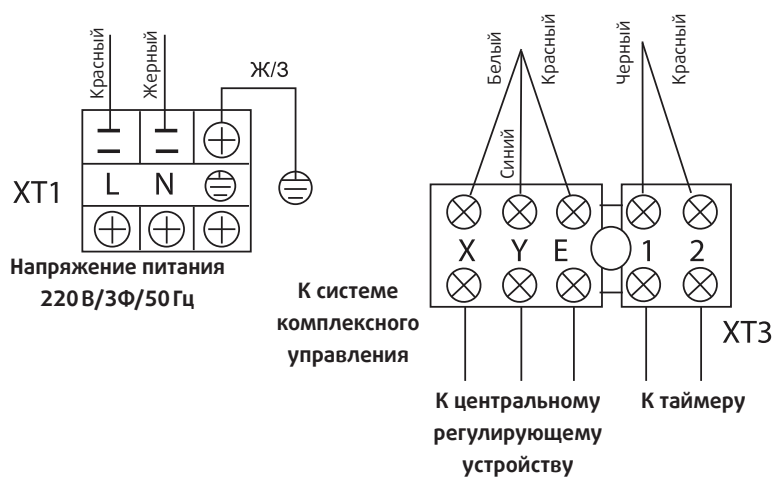 Красный
Жерный
Ж/З
XT1
L N
Напряжение питания
220 В/3Ф/50 Гц
Белый
Синий
Красный
Черный
Красный
X Y E 1 2
XT3
К системе
комплексного
управления
К центральному
регулирующему
устройству
К таймеру